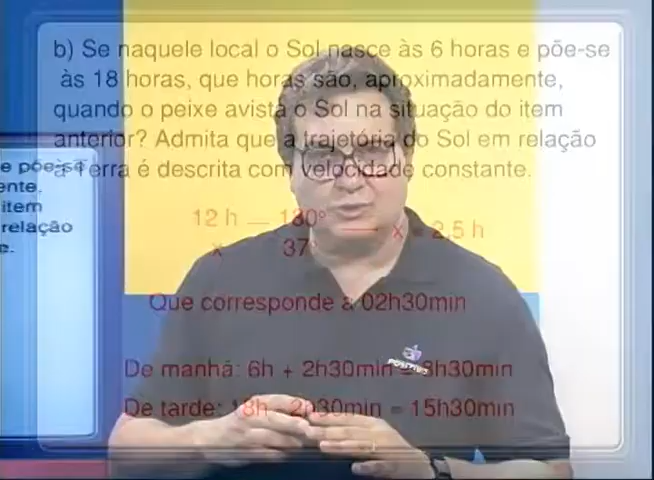 b) Se naquele local o Sol nasce às 6 horas e põe-se
às 18 horas, que horas são, aproximadamente,
quando o peixe avista o Sol na situação do item
anterior? Admita que a trajetória do Sol em relação
à Terra é descrita com velocidade constante.
e põe-se
ente,
item
relação
e.
12 h — 180°
x 37° x = 2,5 h
Que corresponde a 02h30min
De manhã: 6h + 2h30min = 8h30min
De tarde: 18h - 2h30min = 15h30min